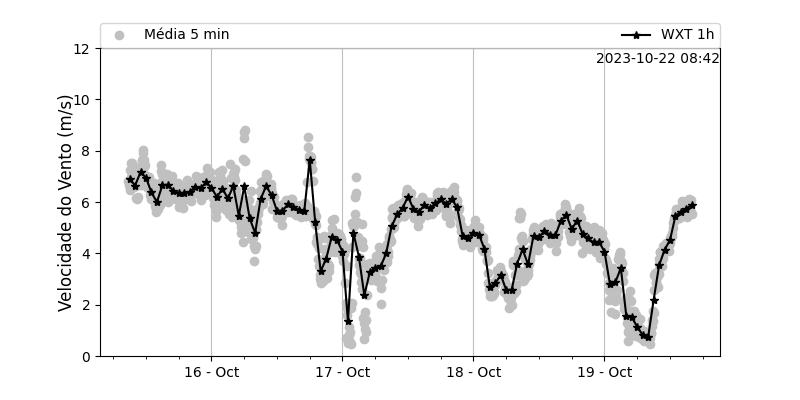 Média 5 min
WXT 1h
2023-10-22 08:42
Velocidade do Vento (m/s)
12
10
8
6
4
2
0
16 - Oct
17 - Oct
18 - Oct
19 - Oct